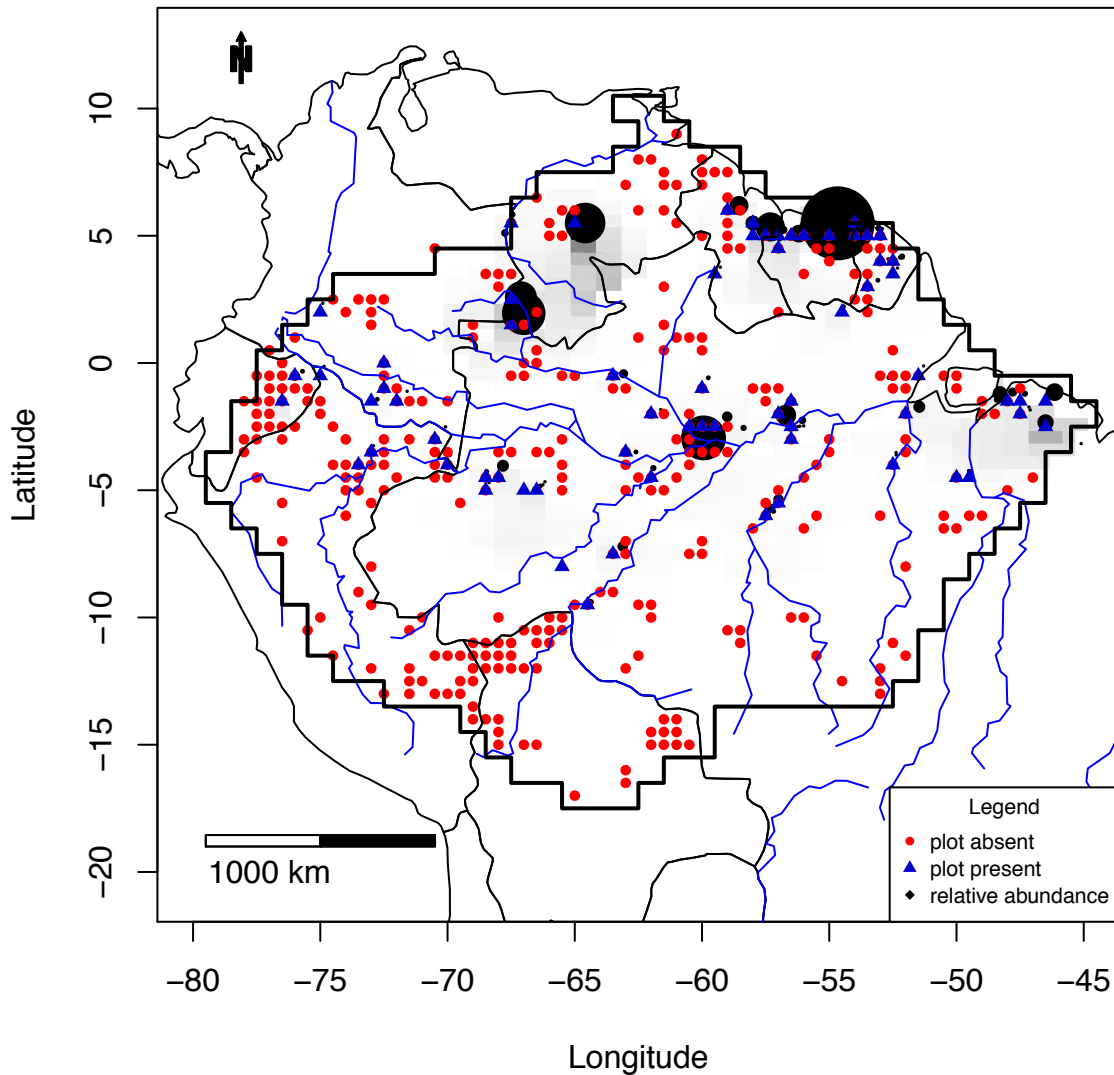 N
10
5
0
−5
−10
−15
−20
Latitude
1000 km
Legend
plot absent
plot present
relative abundance
−80 −75 −70 −65 −60 −55 −50 −45
Longitude